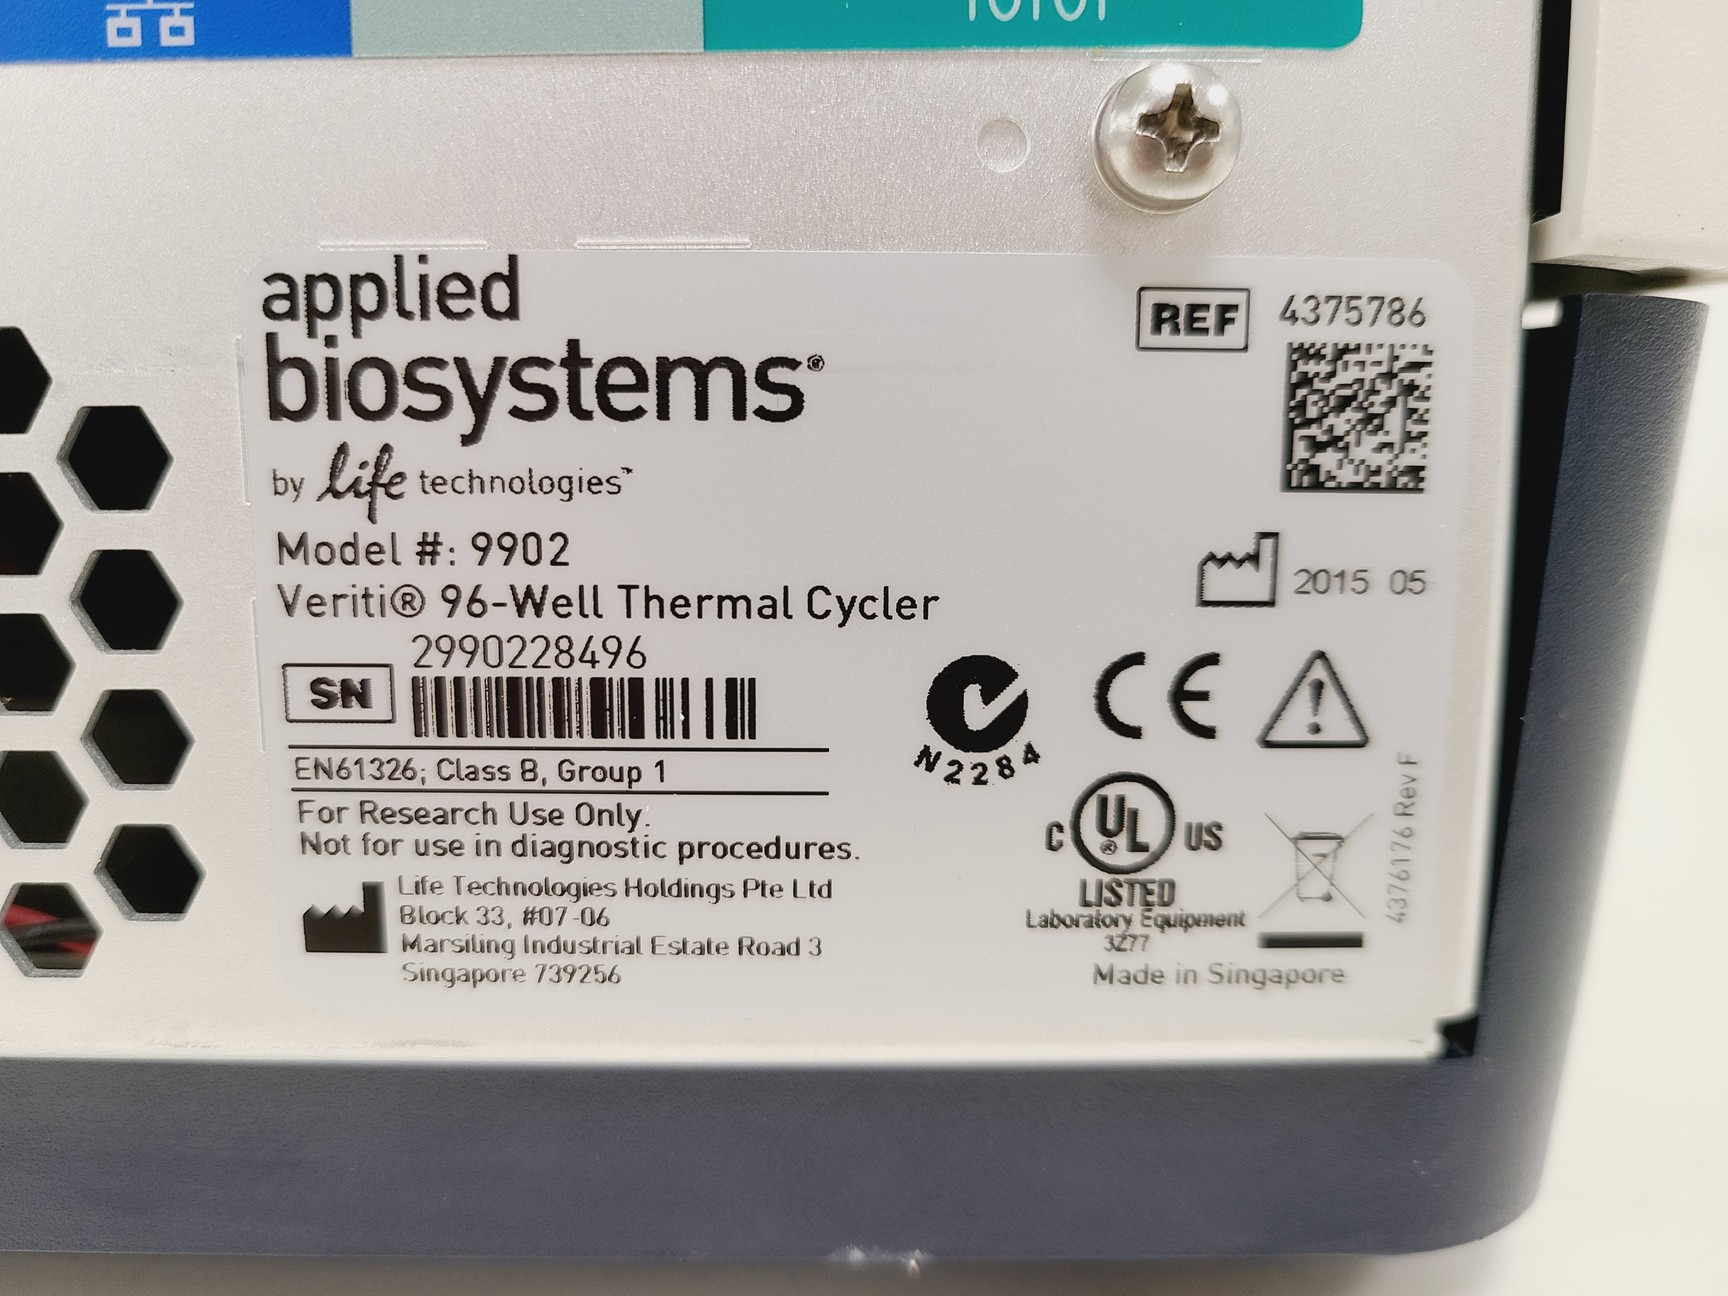 applied
biosystems®
by life technologies™
Model #: 9902
Veriti® 96-Well Thermal Cycler
2990228496
SN
EN61326; Class B, Group 1
For Research Use Only.
Not for use in diagnostic procedures.
Life Technologies Holdings Pte Ltd
Block 33, #07-06
Marsiling Industrial Estate Road 3
Singapore 739256
REF 4375786
2015 05
N2284
CE
C UL® US
LISTED
Laboratory Equipment
3Z77
Made in Singapore
4376176 Rev F